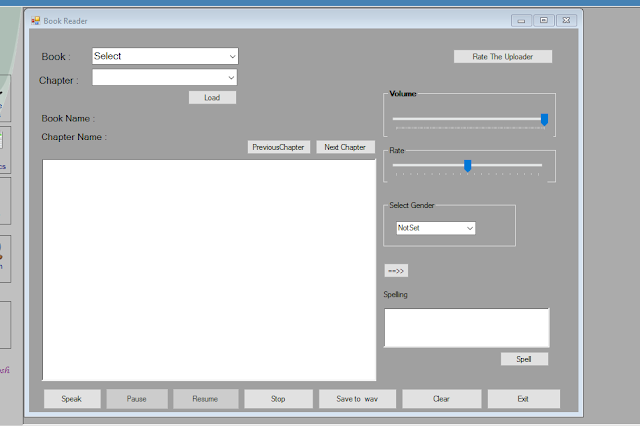 Book Reader
Book :
Select
Rate The Uploader
Chapter :
Load
Volume
Book Name :
Chapter Name :
PreviousChapter
Next Chapter
Rate
Select Gender
NotSet
==>>
Spelling
Spell
Speak
Pause
Resume
Stop
Save to wav
Clear
Exit